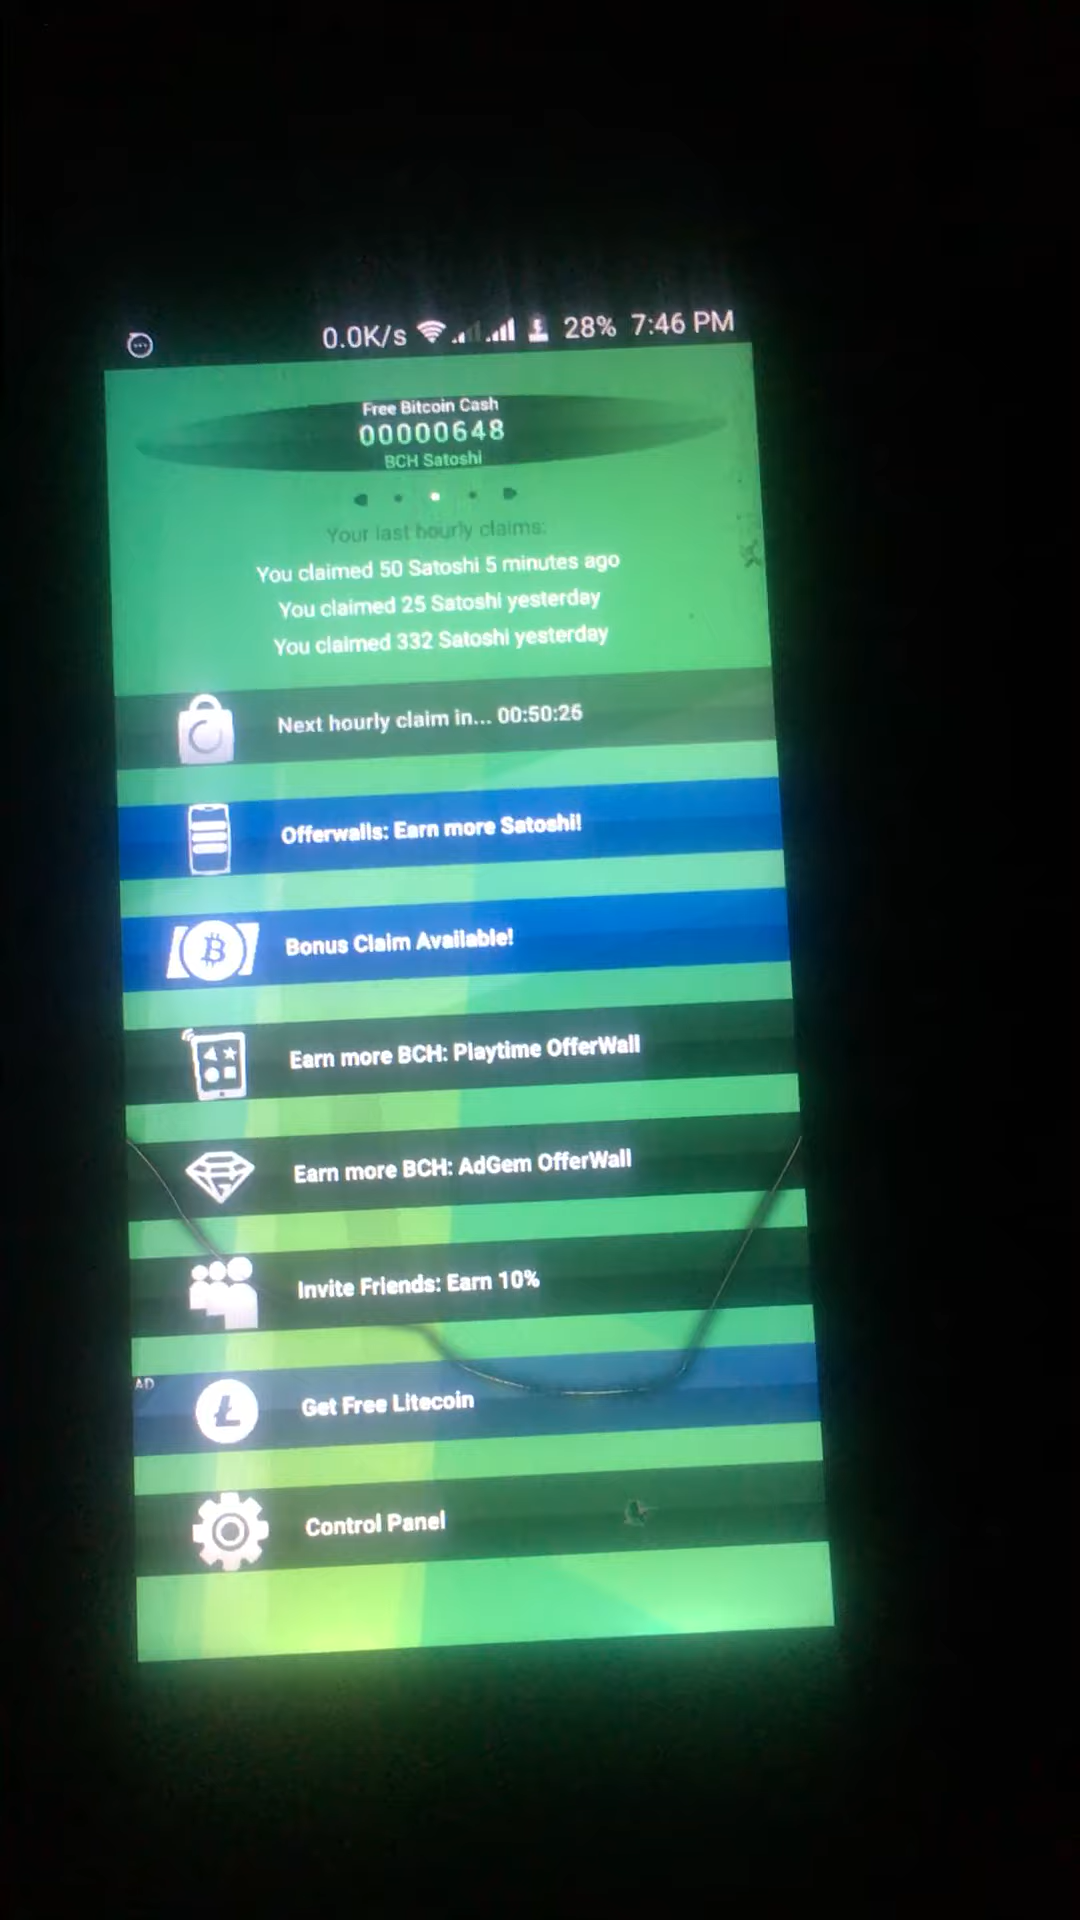 0.0K/s 28% 7:46 PM
Free Bitcoin Cash
00000648
BCH Satoshi
Your last hourly claims:
You claimed 50 Satoshi 5 minutes ago
You claimed 25 Satoshi yesterday
You claimed 332 Satoshi yesterday
Next hourly claim in... 00:50:26
Offerwalls: Earn more Satoshi!
Bonus Claim Available!
Earn more BCH: Playtime OfferWall
Earn more BCH: AdGem OfferWall
Invite Friends: Earn 10%
AD
Get Free Litecoin
Control Panel